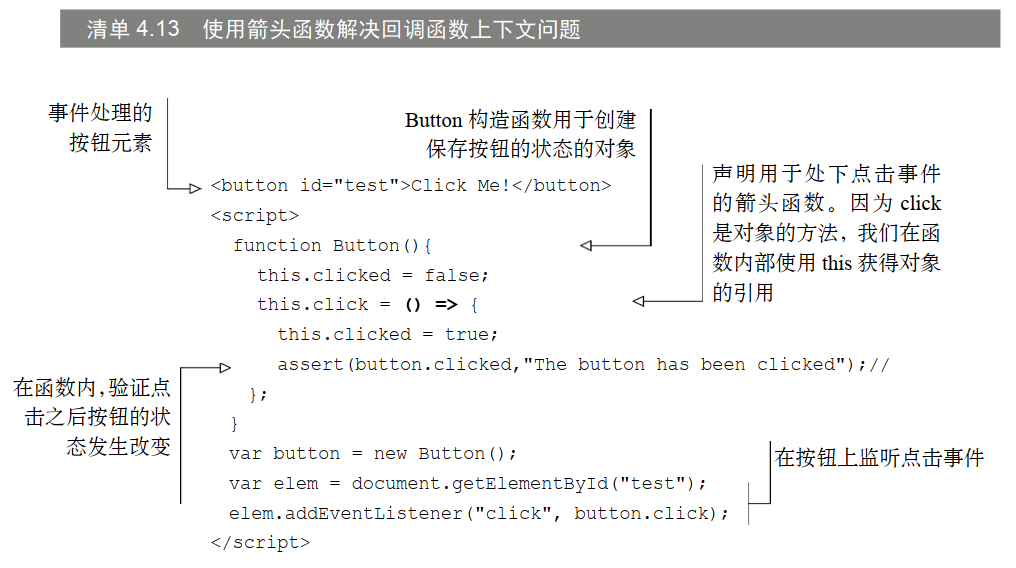 清单 4.13 使用箭头函数解决回调函数上下文问题
事件处理的
按钮元素
Button 构造函数用于创建
保存按钮的状态的对象
声明用于处下点击事件
的箭头函数。因为 click
是对象的方法，我们在函
数内部使用 this 获得对象
的引用
<button id="test">Click Me!</button>
<script>
function Button(){
this.clicked = false;
this.click = () => {
this.clicked = true;
assert(button.clicked,"The button has been clicked");//
};
}
在函数内，验证点
击之后按钮的状
态发生改变
var button = new Button();
var elem = document.getElementById("test");
elem.addEventListener("click", button.click);
</script>
在按钮上监听点击事件